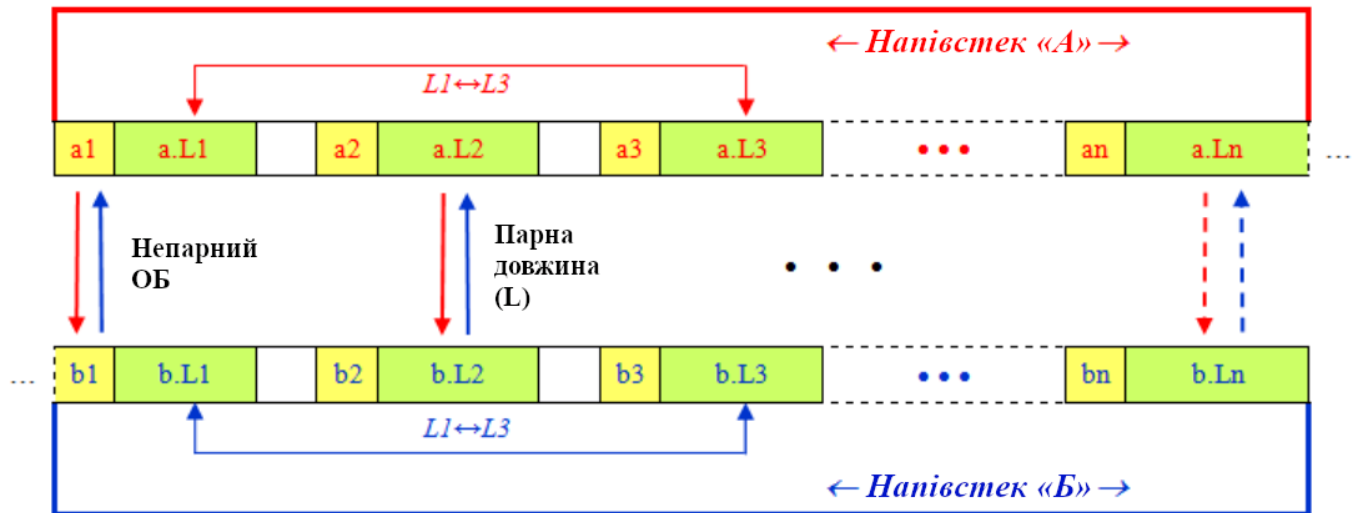 ← Напівстек «А» →
L1↔L3
a1 a.L1 a2 a.L2 a3 a.L3 ••• an a.Ln ...
Непарний
ОБ
Парна
довжина
(L)
• • •
... b1 b.L1 b2 b.L2 b3 b.L3 ••• bn b.Ln
L1↔L3
← Напівстек «Б» →